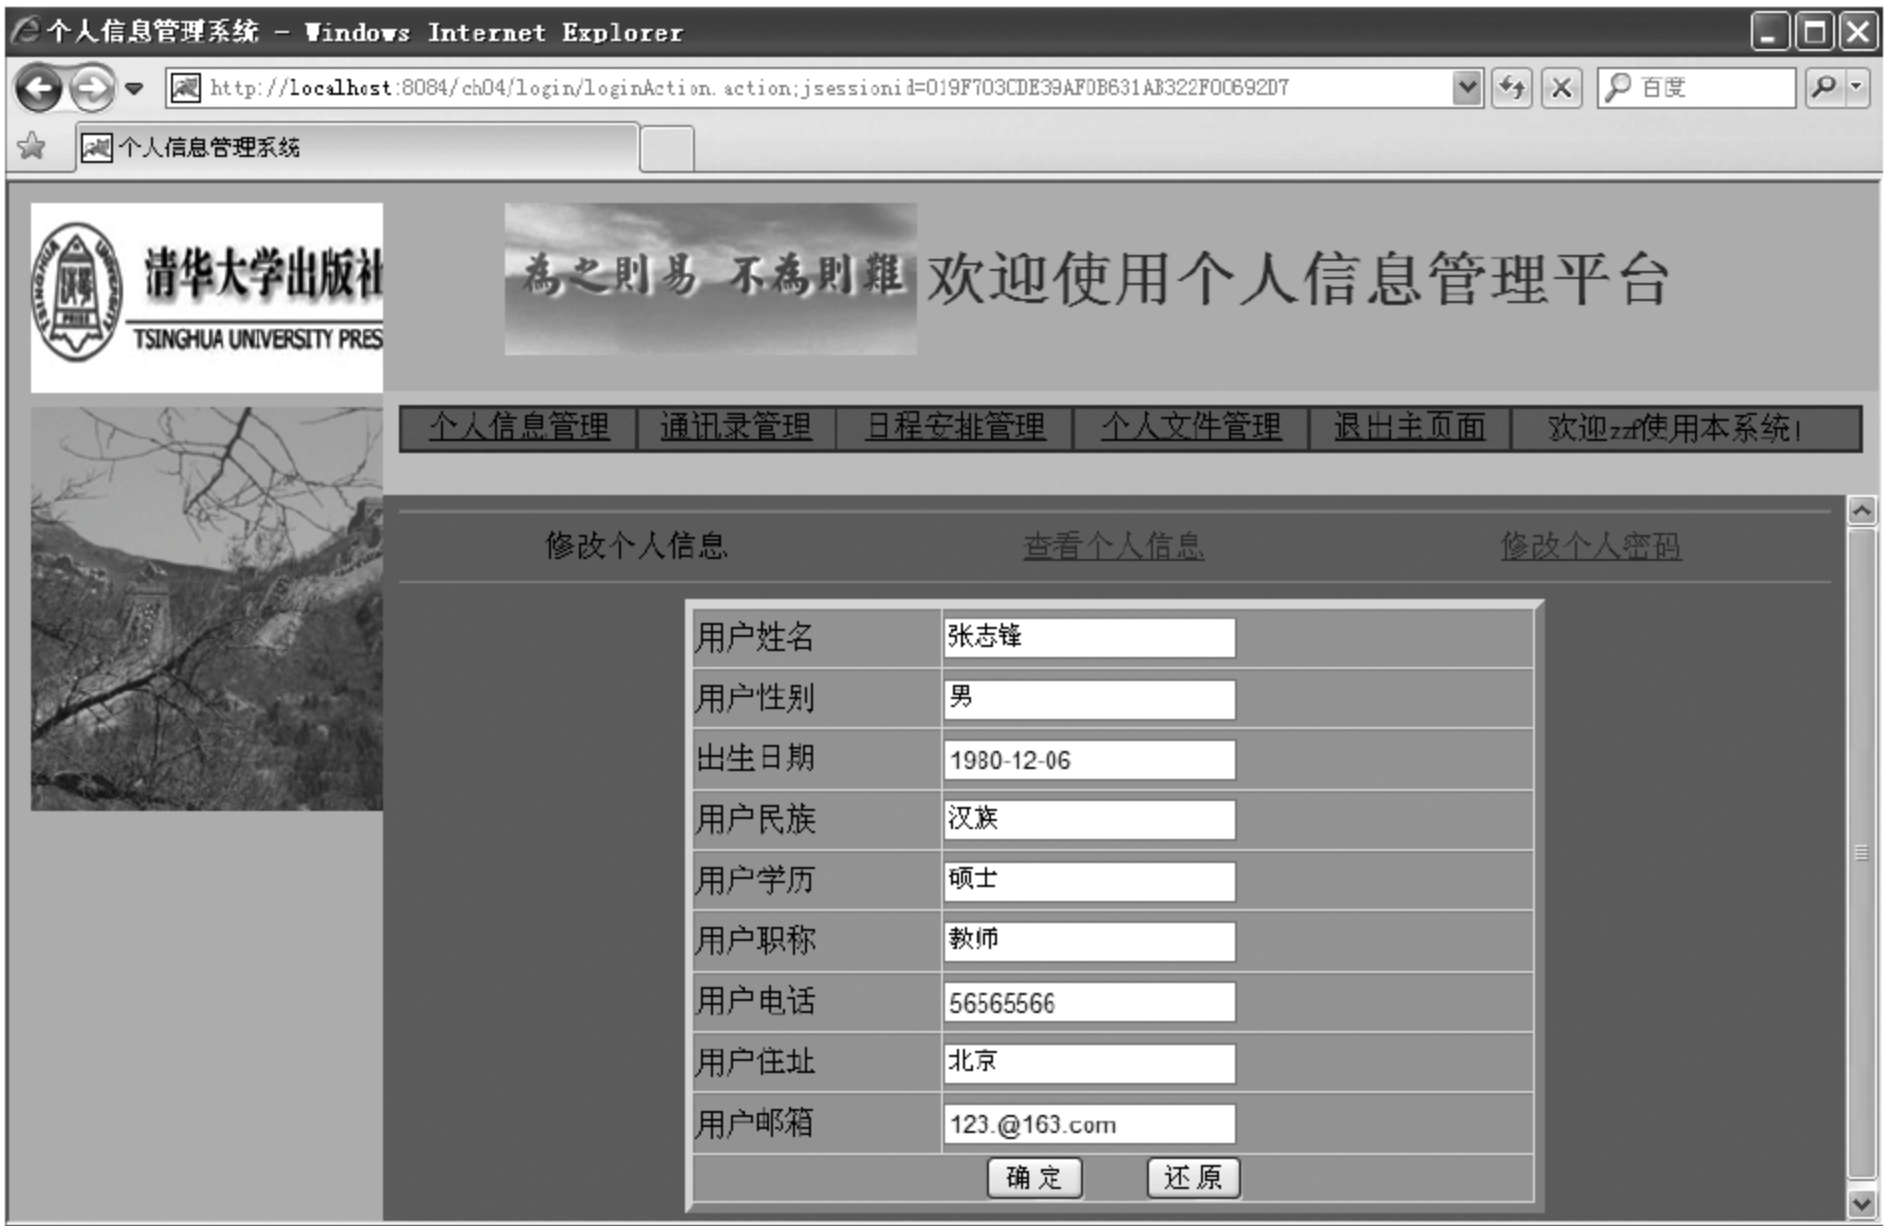 个人信息管理系统 - Windows Internet Explorer
http://localhost:8084/ch04/login/loginAction.action;jsessionid=019F703CDE39AF0B631AB322F00692D7
百度
个人信息管理系统
清华大学出版社
TSINGHUA UNIVERSITY PRES
為之則易 不為則難
欢迎使用个人信息管理平台
个人信息管理 通讯录管理 日程安排管理 个人文件管理 退出主页面 欢迎zzf使用本系统!
修改个人信息 查看个人信息 修改个人密码
用户姓名 张志锋
用户性别 男
出生日期 1980-12-06
用户民族 汉族
用户学历 硕士
用户职称 教师
用户电话 56565566
用户住址 北京
用户邮箱 123.@163.com
确定 还原